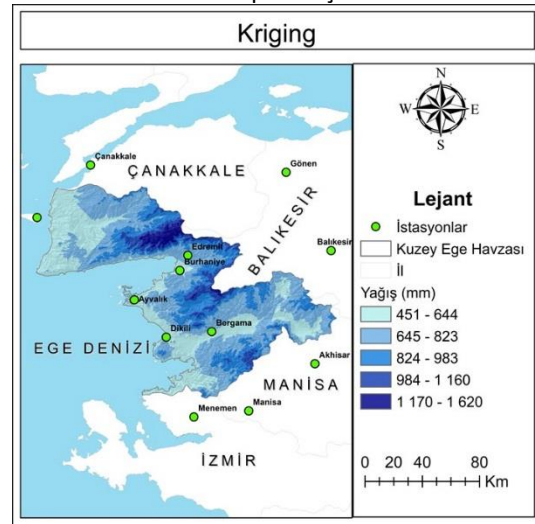 Kriging
Çanakkale
ÇANAKKALE
Gönen
BALIKESİR
Balıkesir
Edremit
Burhaniye
Ayvalık
Dikili
Bergama
EGE DENİZİ
Akhisar
MANİSA
Manisa
Menemen
İZMİR
N
W E
S
Lejant
İstasyonlar
Kuzey Ege Havzası
İl
Yağış (mm)
451 - 644
645 - 823
824 - 983
984 - 1 160
1 170 - 1 620
0 20 40 80
Km